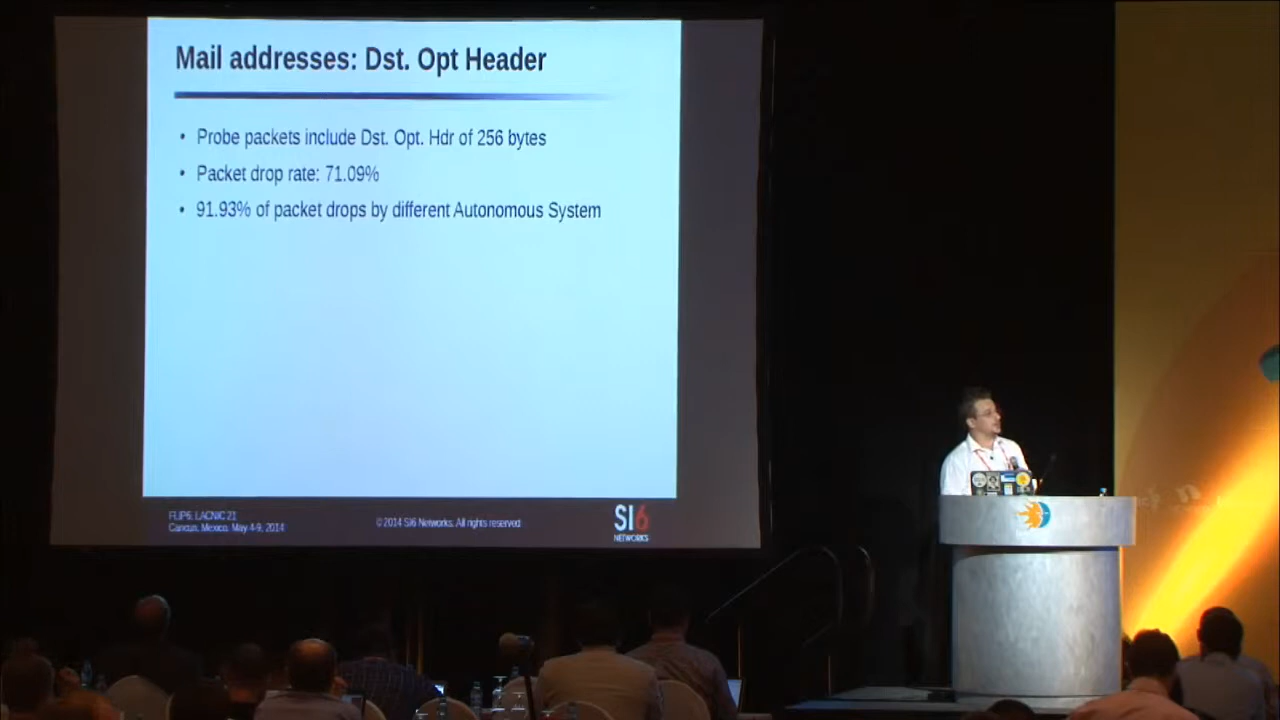 Mail addresses: Dst. Opt Header
• Probe packets include Dst. Opt. Hdr of 256 bytes
• Packet drop rate: 71.09%
• 91.93% of packet drops by different Autonomous System
FLIP6, LACNIC 21
Cancus, Mexico. May 4-9, 2014
© 2014 SI6 Networks. All rights reserved
SI6
NETWORKS